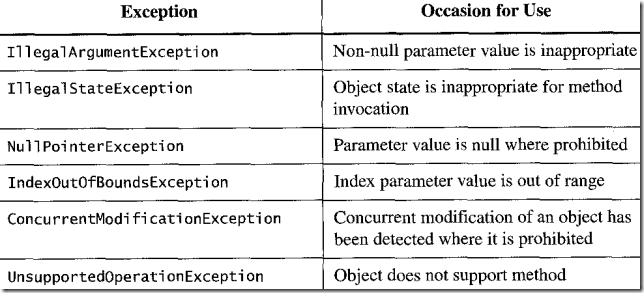 Exception Occasion for Use
IllegalArgumentException Non-null parameter value is inappropriate
IllegalStateException Object state is inappropriate for method
invocation
NullPointerException Parameter value is null where prohibited
IndexOutOfBoundsException Index parameter value is out of range
ConcurrentModificationException Concurrent modification of an object has
been detected where it is prohibited
UnsupportedOperationException Object does not support method